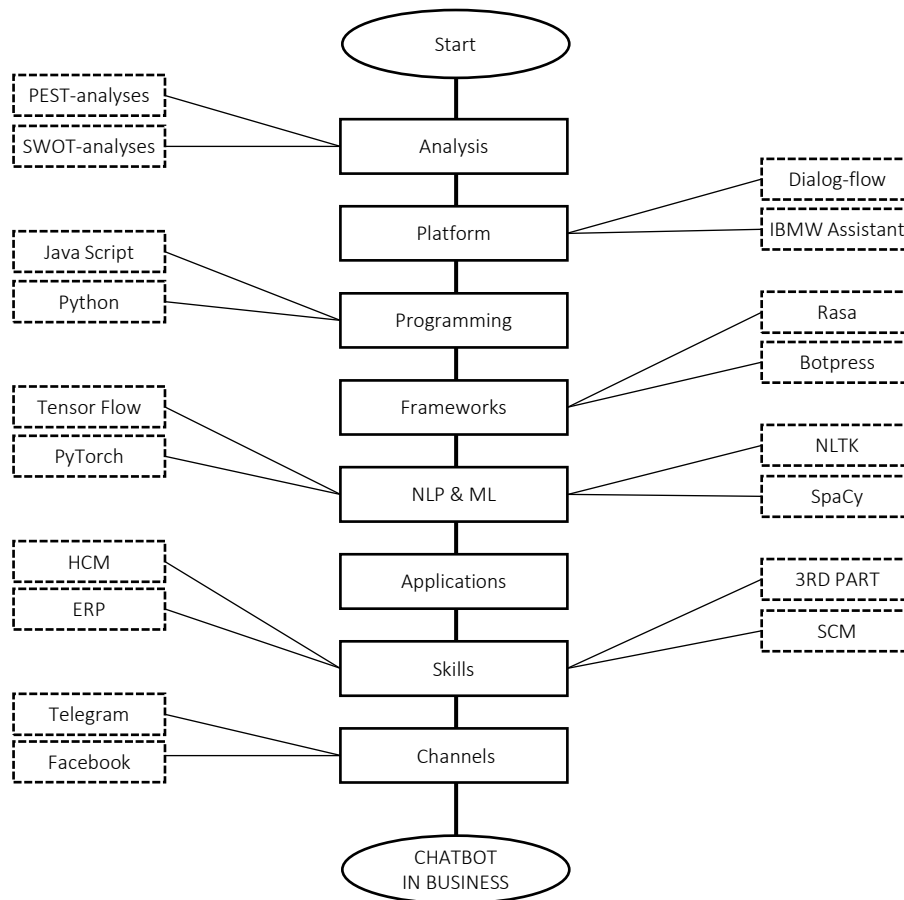 Start
PEST-analyses
SWOT-analyses
Analysis
Dialog-flow
Platform
IBMW Assistant
Java Script
Python
Programming
Rasa
Botpress
Frameworks
Tensor Flow
PyTorch
NLTK
NLP & ML
SpaCy
HCM
Applications
3RD PART
ERP
SCM
Skills
Telegram
Channels
Facebook
CHATBOT
IN BUSINESS